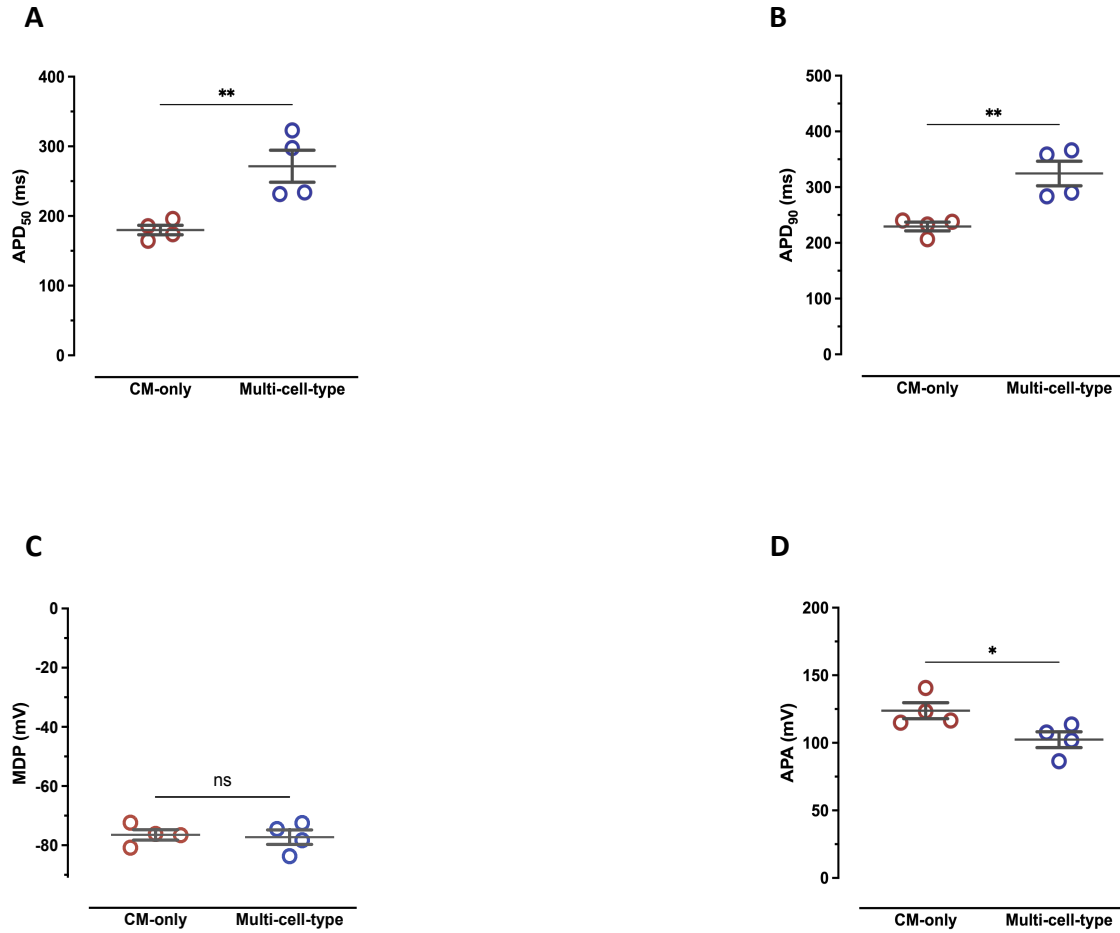 A
400
300
200
100
0
APD50 (ms)
**
CM-only
Multi-cell-type
B
500
400
300
200
100
0
APD90 (ms)
**
CM-only
Multi-cell-type
C
0
-20
-40
-60
-80
MDP (mV)
ns
CM-only
Multi-cell-type
D
200
150
100
50
0
APA (mV)
*
CM-only
Multi-cell-type